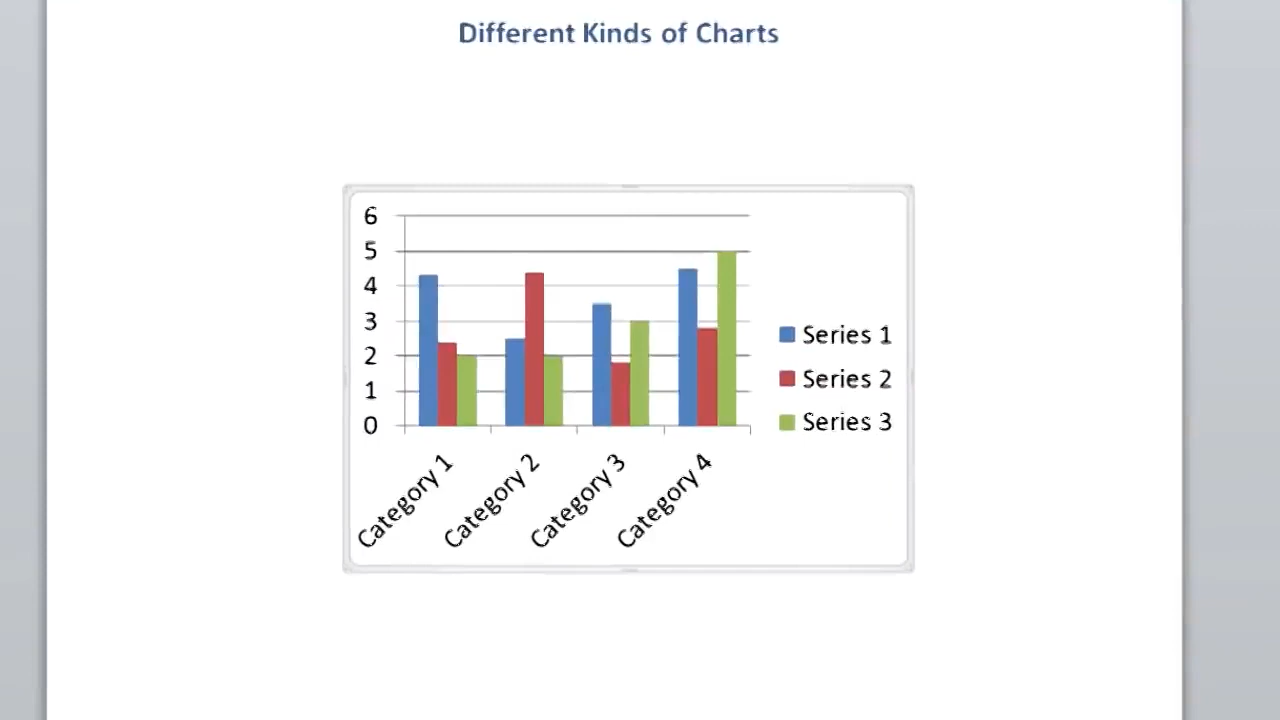 Different Kinds of Charts
6
5
4
3
2
1
0
Series 1
Series 2
Series 3
Category 1
Category 2
Category 3
Category 4